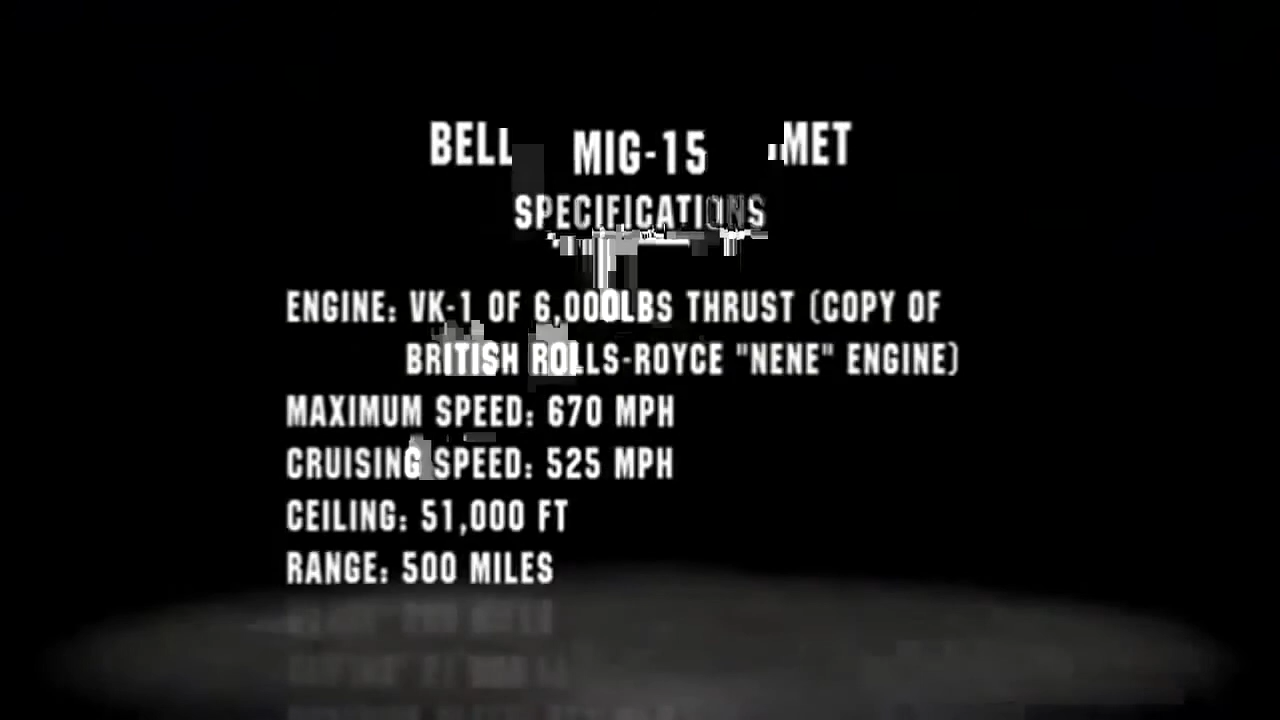 BELL MIG-15 MET
SPECIFICATIONS
ENGINE: VK-1 OF 6,000LBS THRUST (COPY OF
BRITISH ROLLS-ROYCE "NENE" ENGINE)
MAXIMUM SPEED: 670 MPH
CRUISING SPEED: 525 MPH
CEILING: 51,000 FT
RANGE: 500 MILES